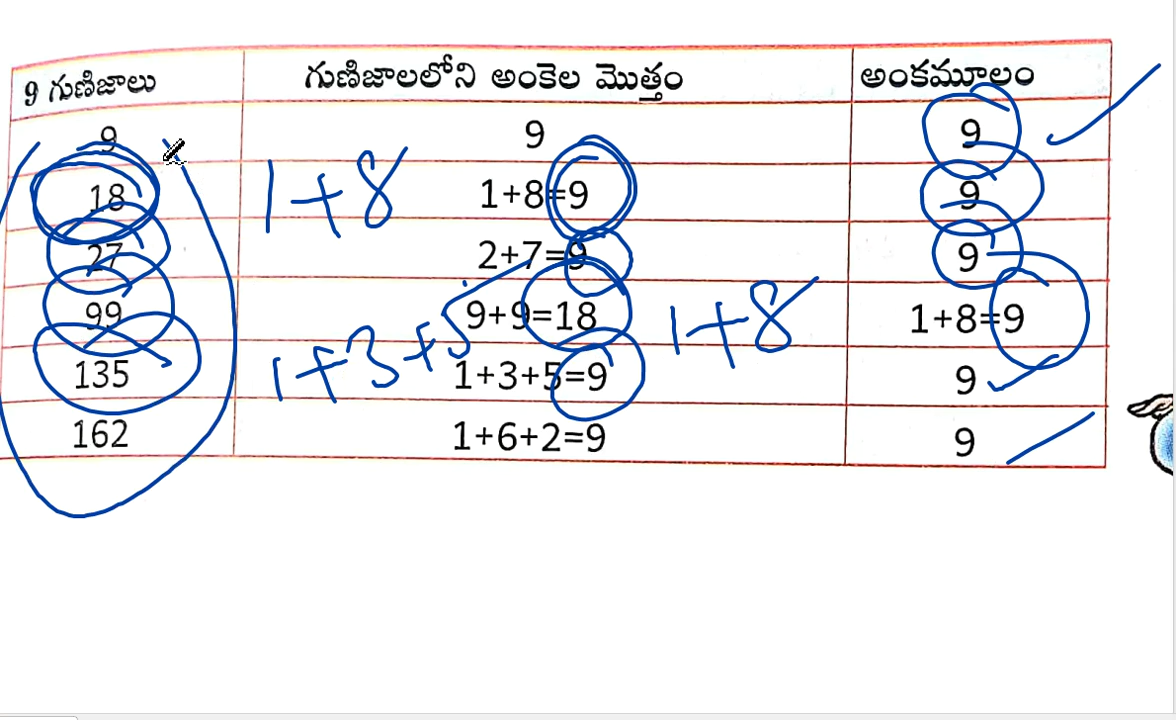 9 గుణిజాలు గుణిజాలలోని అంకెల మొత్తం అంకమూలం
9 9 9
18 1+8 1+8=9 9
27 2+7=9 9
99 9+9=18 1+8 1+8=9
135 1+3+5 1+3+5=9 9
162 1+6+2=9 9